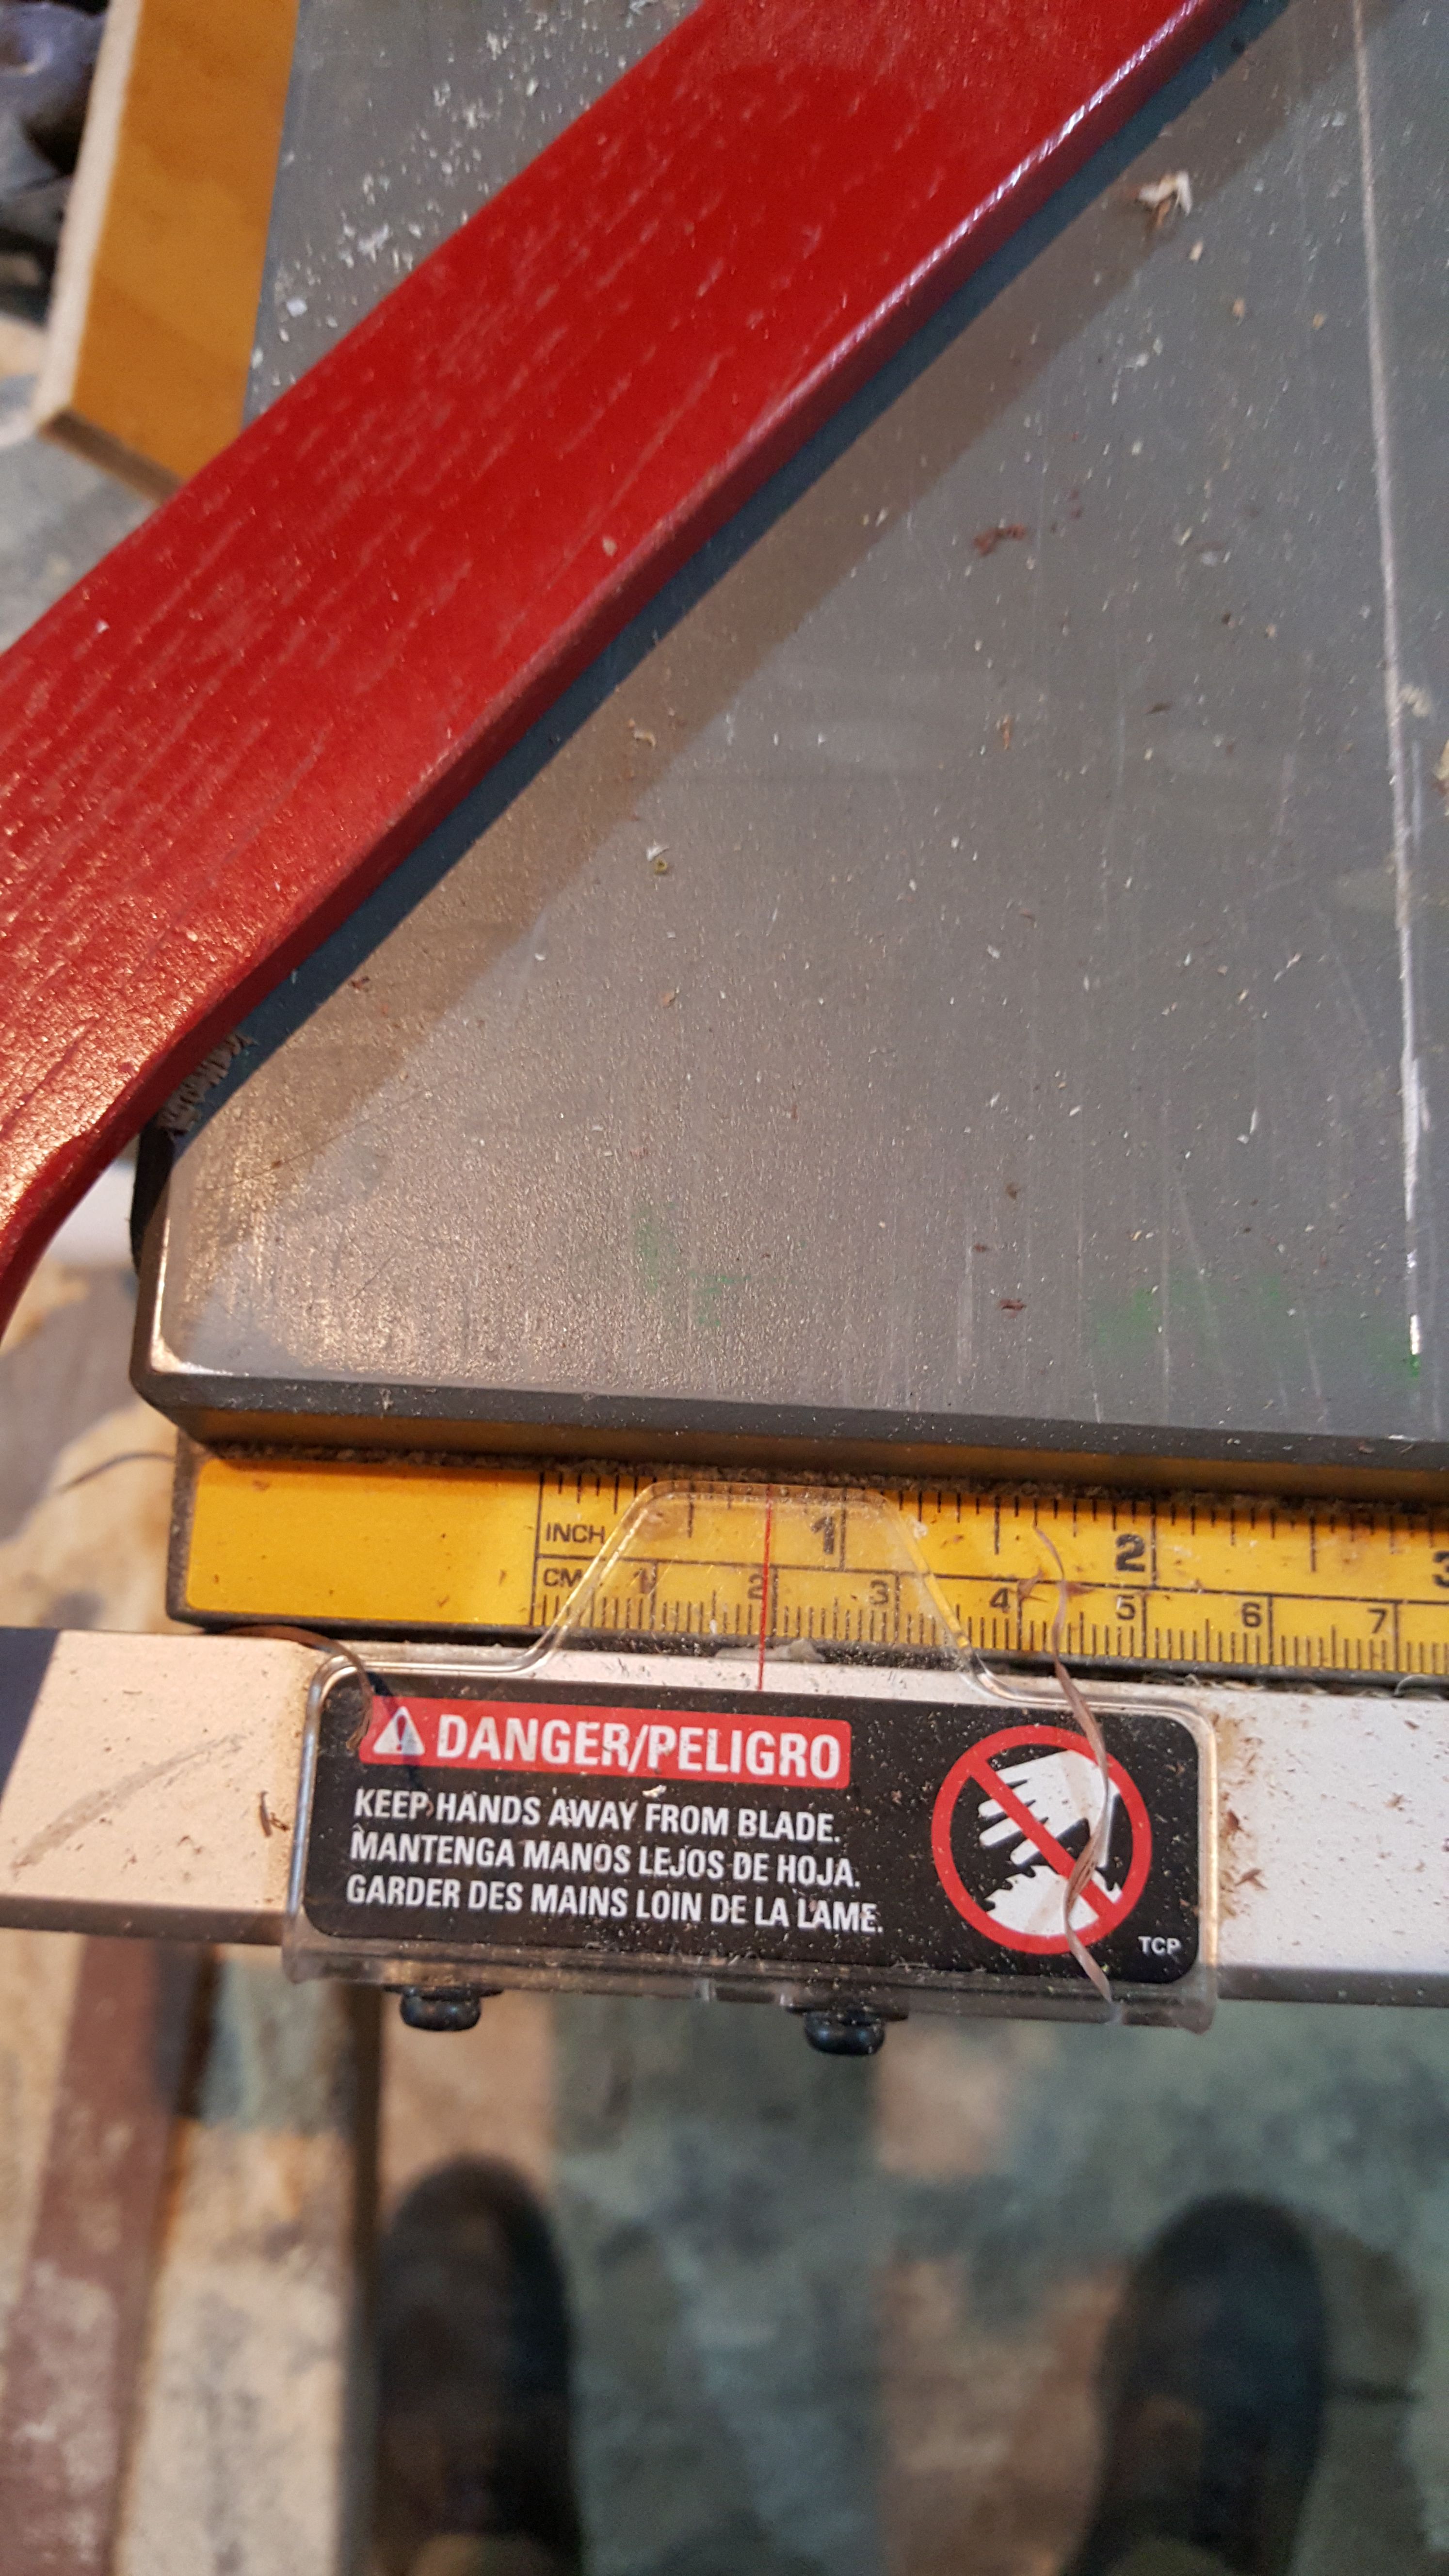 INCH 1 2 3
CM 1 2 3 4 5 6 7
DANGER/PELIGRO
KEEP HANDS AWAY FROM BLADE.
MANTENGA MANOS LEJOS DE HOJA.
GARDER DES MAINS LOIN DE LA LAME.
TCP